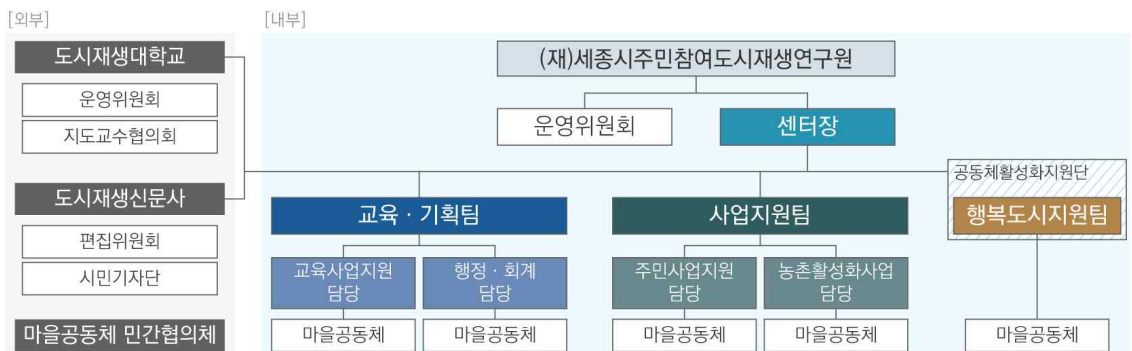 [외부]
도시재생대학교
운영위원회
지도교수협의회
도시재생신문사
편집위원회
시민기자단
마을공동체 민간협의체
[내부]
(재)세종시주민참여도시재생연구원
운영위원회
센터장
공동체활성화지원단
교육 · 기획팀
사업지원팀
행복도시지원팀
교육사업지원
담당
행정 · 회계
담당
주민사업지원
담당
농촌활성화사업
담당
마을공동체
마을공동체
마을공동체
마을공동체
마을공동체